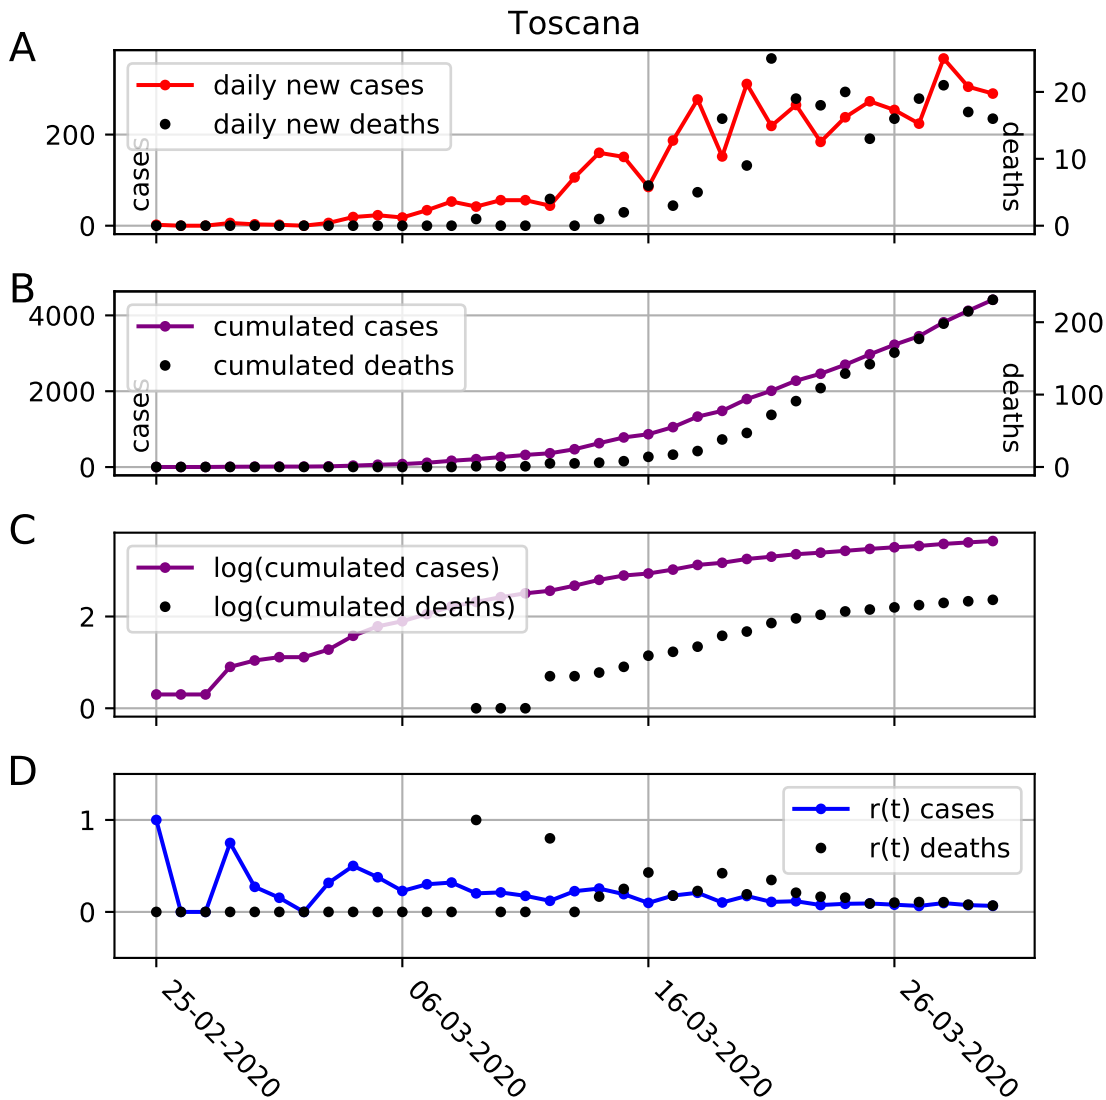 Toscana
A
daily new cases
daily new deaths
200
0
cases
20
10
0
deaths
B
cumulated cases
cumulated deaths
4000
2000
0
cases
200
100
0
deaths
C
log(cumulated cases)
log(cumulated deaths)
2
0
D
r(t) cases
r(t) deaths
1
0
25-02-2020
06-03-2020
16-03-2020
26-03-2020